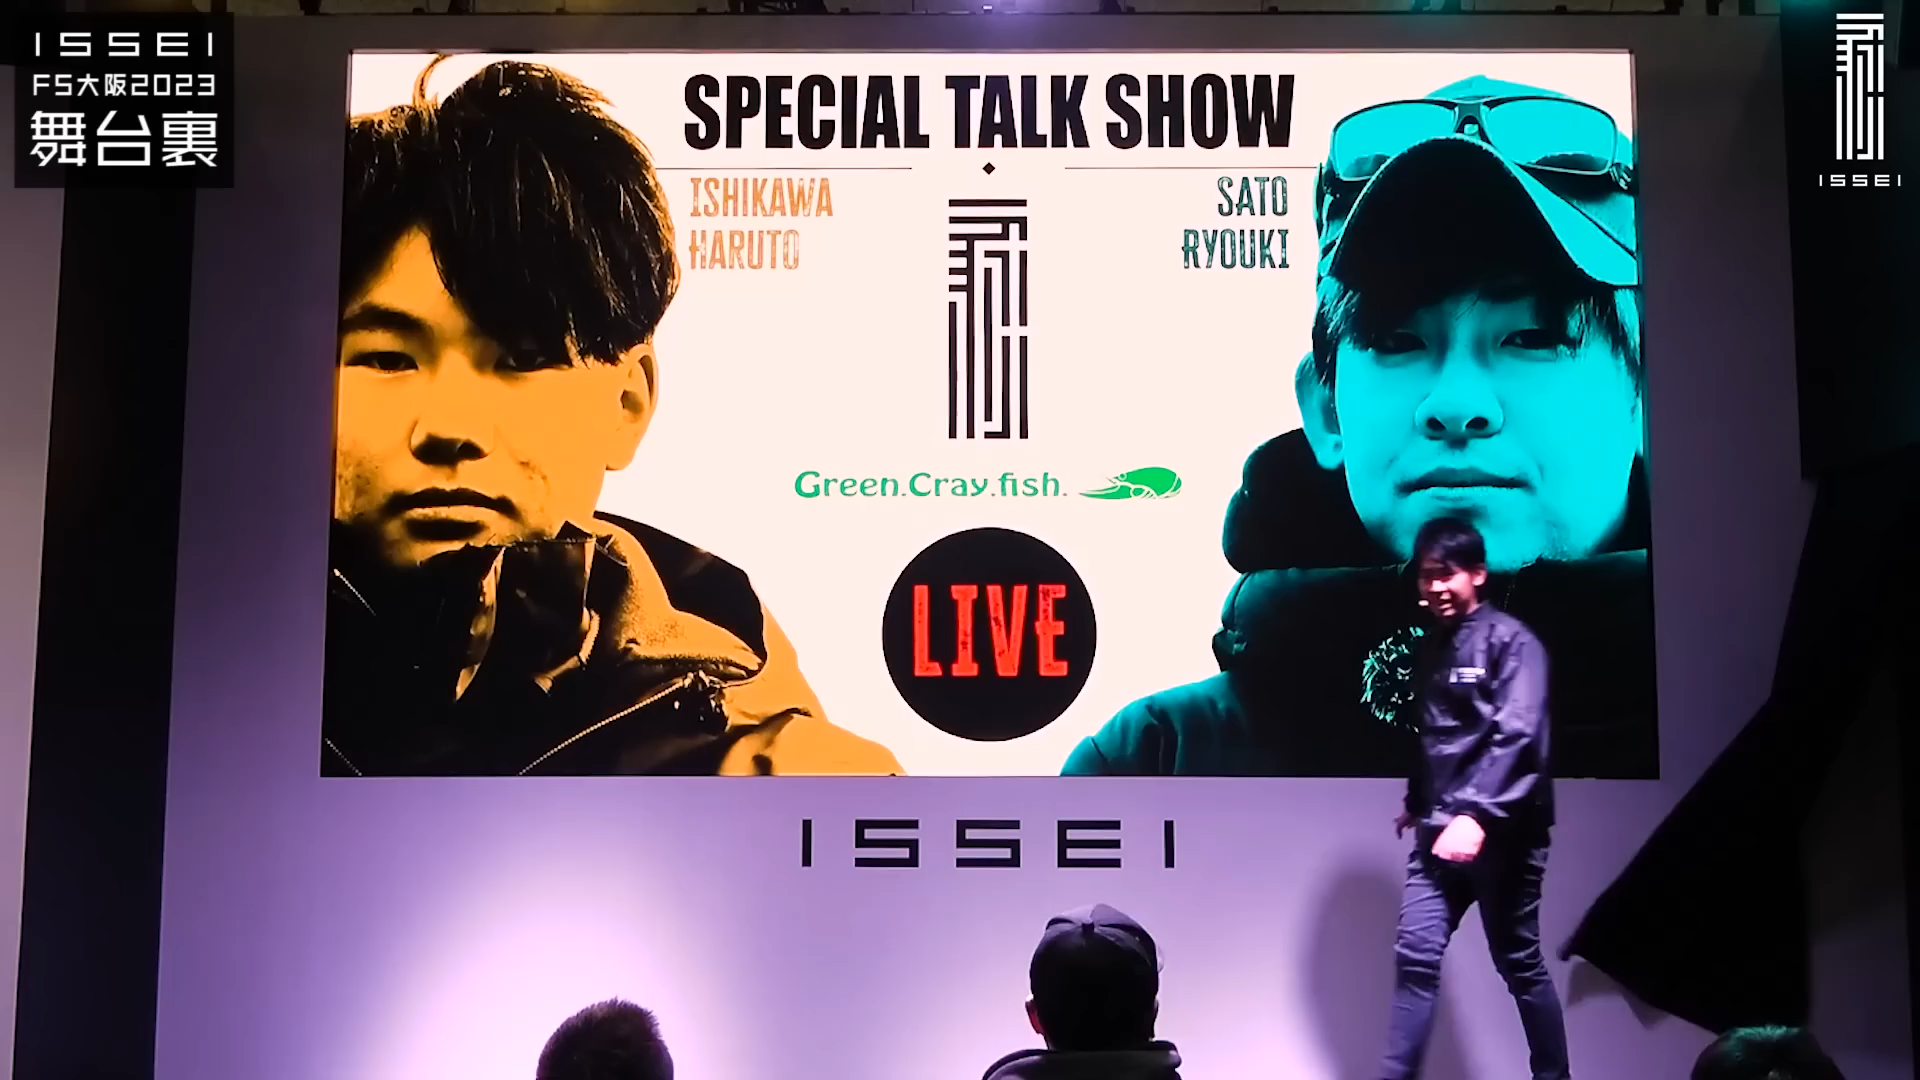 ISSEI
FS大阪2023
舞台裏
SPECIAL TALK SHOW
ISHIKAWA
HARUTO
SATO
RYOUKI
Green.Cray.fish.
LIVE
ISSEI
ISSEI